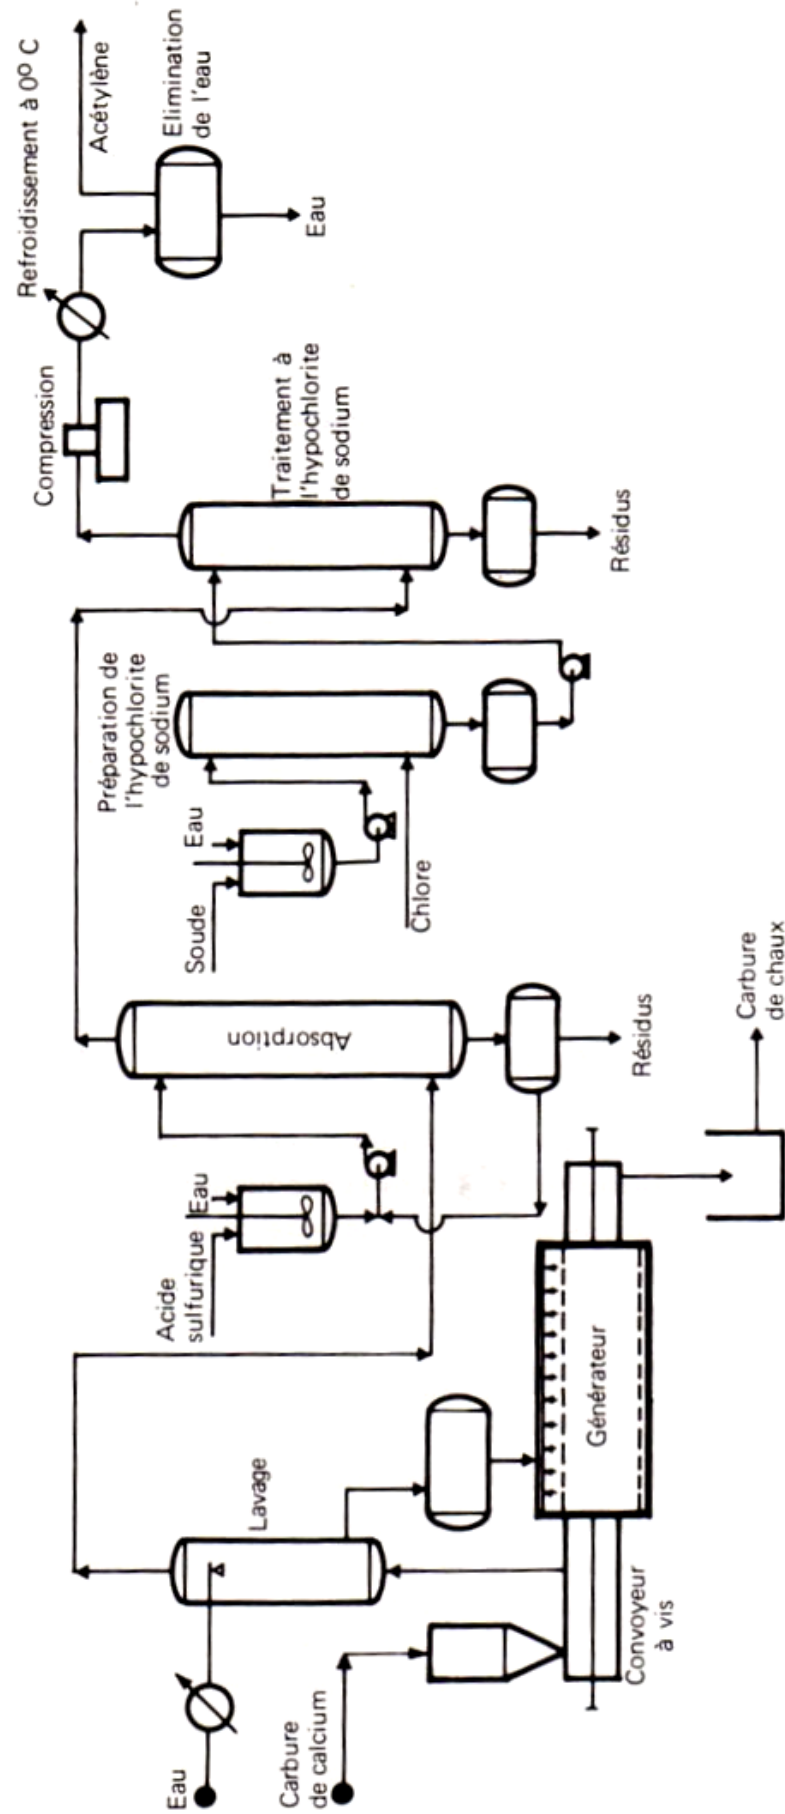 Eau
Carbure
de calcium
Convoyeur
à vis
Lavage
Générateur
Acide
sulfurique
Eau
Absorption
Résidus
Carbure
de chaux
Soude
Eau
Chlore
Préparation de
l'hypochlorite
de sodium
Traitement à
l'hypochlorite
de sodium
Résidus
Compression
Refroidissement à 0º C
Acétylène
Elimination
de l'eau
Eau